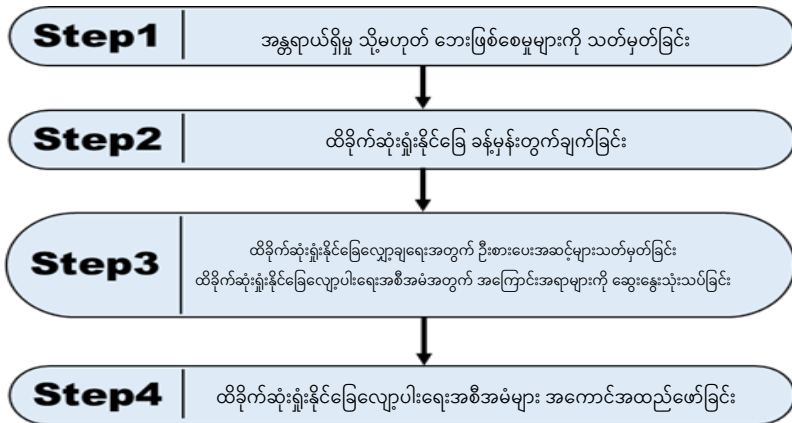 Step1 အန္တရာယ်ရှိမှု သို့မဟုတ် ဘေးဖြစ်စေမှုများကို သတ်မှတ်ခြင်း
Step2 ထိခိုက်ဆုံးရှုံးနိုင်ခြေ ခန့်မှန်းတွက်ချက်ခြင်း
Step3 ထိခိုက်ဆုံးရှုံးနိုင်ခြေလျှော့ချရေးအတွက် ဦးစားပေးအဆင့်များသတ်မှတ်ခြင်း
ထိခိုက်ဆုံးရှုံးနိုင်ခြေလျော့ပါးရေးအစီအမံအတွက် အကြောင်းအရာများကို ဆွေးနွေးသုံးသပ်ခြင်း
Step4 ထိခိုက်ဆုံးရှုံးနိုင်ခြေလျော့ပါးရေးအစီအမံများ အကောင်အထည်ဖော်ခြင်း